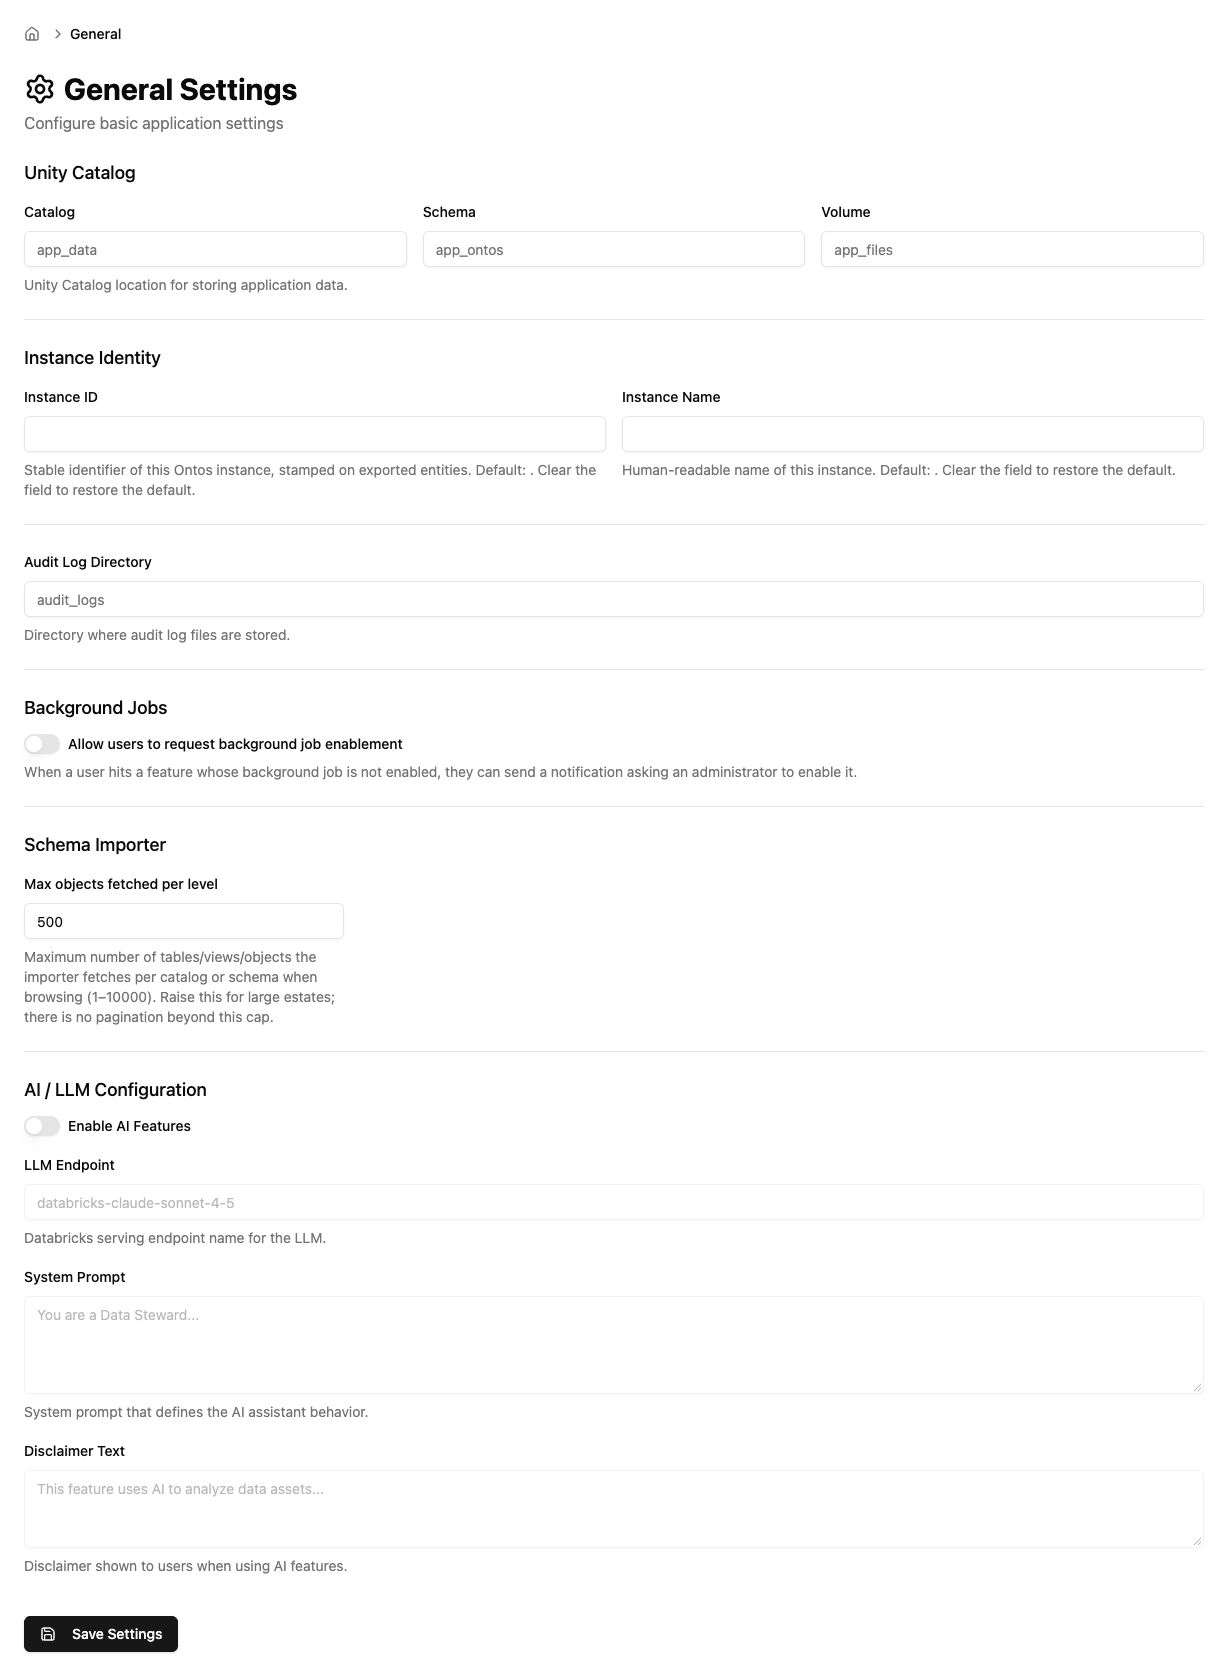 General
General Settings
Configure basic application settings
Unity Catalog
Catalog
Schema
Volume
app_data
app_ontos
app_files
Unity Catalog location for storing application data.
Instance Identity
Instance ID
Instance Name
Stable identifier of this Ontos instance, stamped on exported entities. Default: . Clear the
field to restore the default.
Human-readable name of this instance. Default: . Clear the field to restore the default.
Audit Log Directory
audit_logs
Directory where audit log files are stored.
Background Jobs
Allow users to request background job enablement
When a user hits a feature whose background job is not enabled, they can send a notification asking an administrator to enable it.
Schema Importer
Max objects fetched per level
500
Maximum number of tables/views/objects the
importer fetches per catalog or schema when
browsing (1–10000). Raise this for large estates;
there is no pagination beyond this cap.
AI / LLM Configuration
Enable AI Features
LLM Endpoint
databricks-claude-sonnet-4-5
Databricks serving endpoint name for the LLM.
System Prompt
You are a Data Steward...
System prompt that defines the AI assistant behavior.
Disclaimer Text
This feature uses AI to analyze data assets...
Disclaimer shown to users when using AI features.
Save Settings